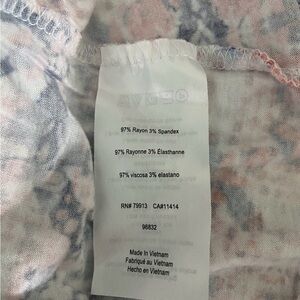 97% Rayon 3% Spandex
97% Rayonne 3% Élasthanne
97% viscosa 3% elastano
RN# 79913 CA#11414
96832
Made in Vietnam
Fabriqué au Vietnam
Hecho en Vietnam